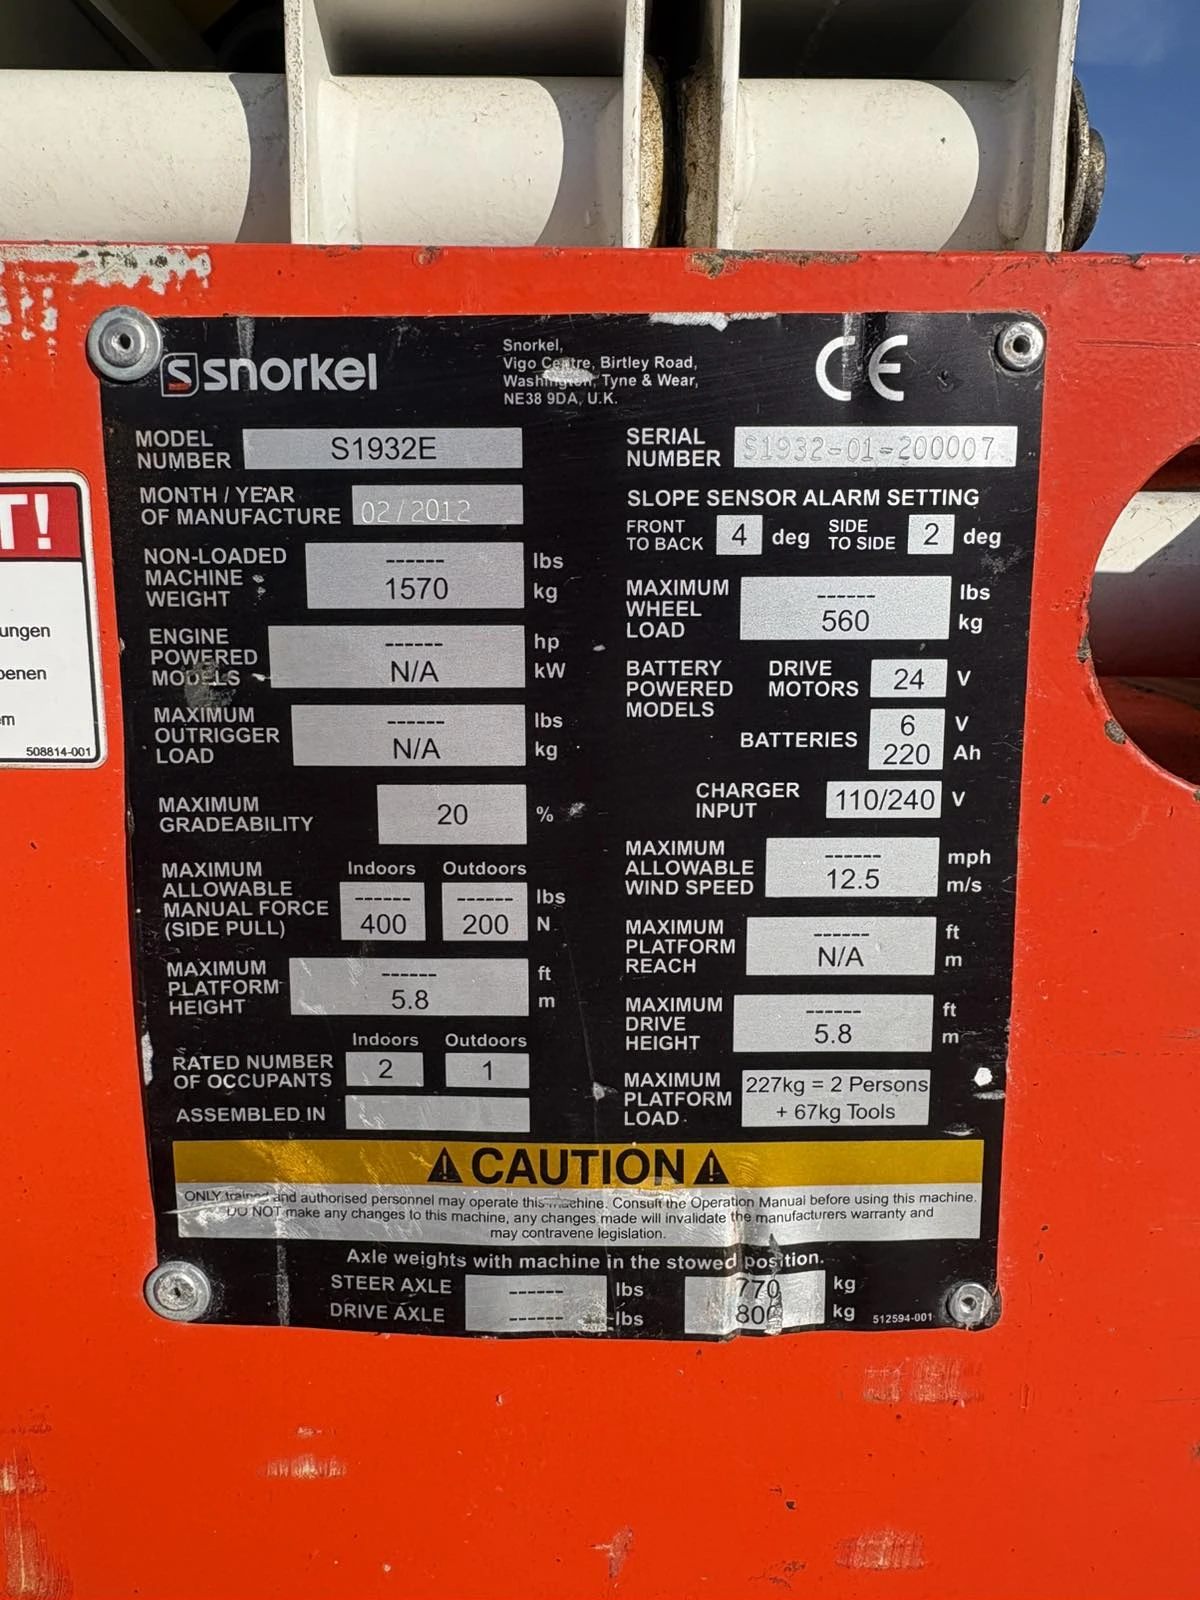 snorkel
Snorkel,
Vigo Centre, Birtley Road,
Washington, Tyne & Wear,
NE38 9DA, U.K.
CE
MODEL
NUMBER
S1932E
MONTH / YEAR
OF MANUFACTURE
02/2012
NON-LOADED
MACHINE
WEIGHT
------ lbs
1570 kg
ENGINE
POWERED
MODELS
------ hp
N/A kW
MAXIMUM
OUTRIGGER
LOAD
------ lbs
N/A kg
MAXIMUM
GRADEABILITY
20 %
MAXIMUM
ALLOWABLE
MANUAL FORCE
(SIDE PULL)
Indoors Outdoors
------ ------ lbs
400 200 N
MAXIMUM
PLATFORM
HEIGHT
------ ft
5.8 m
Indoors Outdoors
RATED NUMBER
OF OCCUPANTS
2 1
ASSEMBLED IN
SERIAL
NUMBER
S1932-01-200007
SLOPE SENSOR ALARM SETTING
FRONT
TO BACK
4 deg
SIDE
TO SIDE
2 deg
MAXIMUM
WHEEL
LOAD
------ lbs
560 kg
BATTERY
POWERED
MODELS
DRIVE
MOTORS
24 V
BATTERIES
6 V
220 Ah
CHARGER
INPUT
110/240 V
MAXIMUM
ALLOWABLE
WIND SPEED
------ mph
12.5 m/s
MAXIMUM
PLATFORM
REACH
------ ft
N/A m
MAXIMUM
DRIVE
HEIGHT
------ ft
5.8 m
MAXIMUM
PLATFORM
LOAD
227kg = 2 Persons
+ 67kg Tools
CAUTION
ONLY trained and authorised personnel may operate this machine. Consult the Operation Manual before using this machine.
DO NOT make any changes to this machine, any changes made will invalidate the manufacturers warranty and
may contravene legislation.
Axle weights with machine in the stowed position.
STEER AXLE ------ lbs 770 kg
DRIVE AXLE ------ lbs 800 kg
512594-001
T!
ungen
benen
em
508814-001